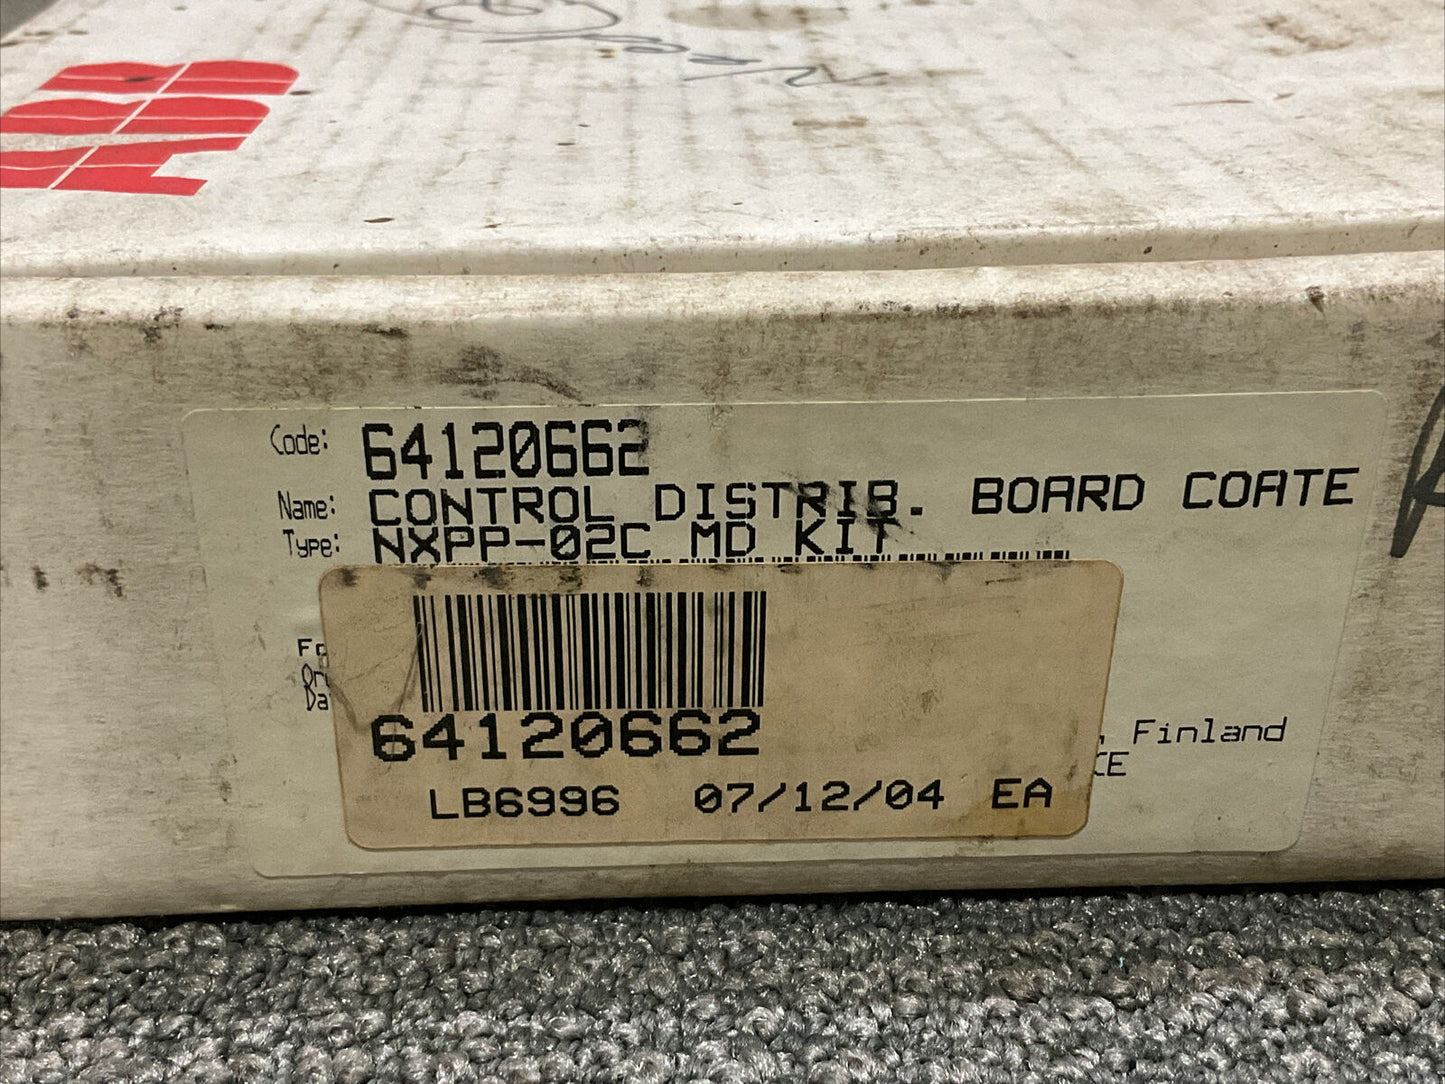 ABB
Code: 64120662
Name: CONTROL DISTRIB. BOARD COATE
Type: NXPP-02C MD KIT
64120662
, Finland
LB6996 07/12/04 EA